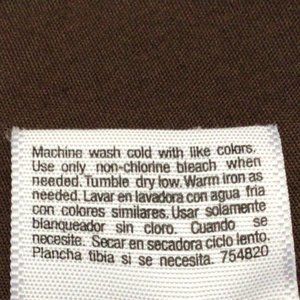 Machine wash cold with like colors.
Use only non-chlorine bleach when
needed. Tumble dry low. Warm iron as
needed. Lavar en lavadora con agua fria
con colores similares. Usar solamente
blanqueador sin cloro. Cuando se
necesite. Secar en secadora ciclo lento.
Plancha tibia si se necesita. 754820